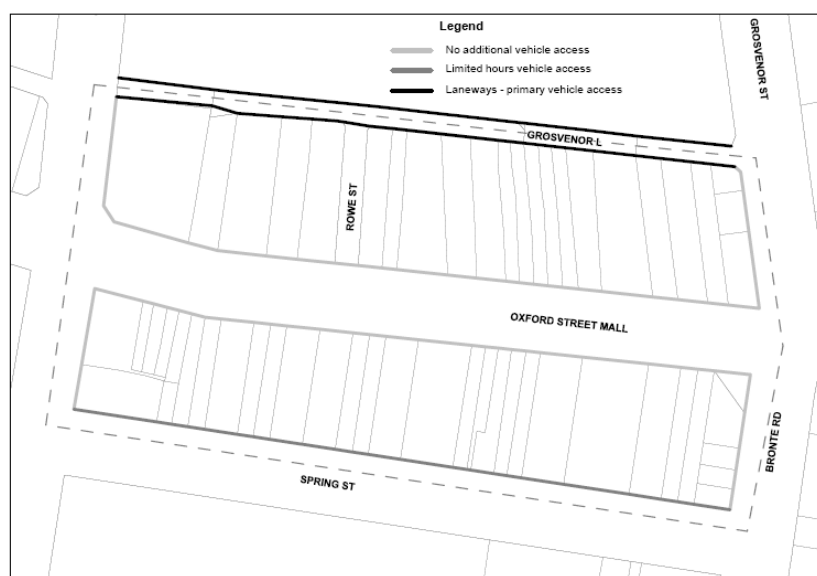 Legend
No additional vehicle access
Limited hours vehicle access
Laneways - primary vehicle access
GROSVENOR ST
GROSVENOR L
ROWE ST
OXFORD STREET MALL
BRONTE RD
SPRING ST